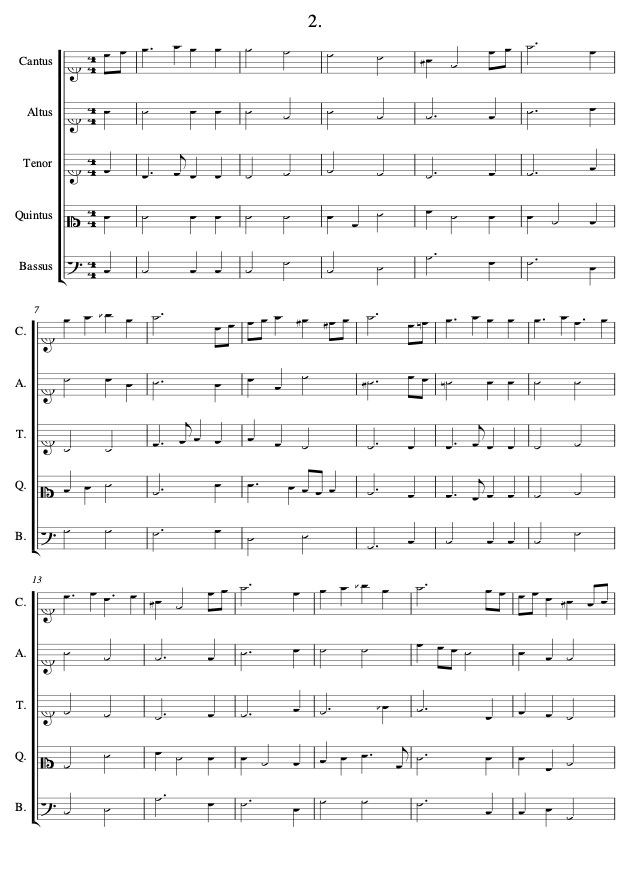 2.
Cantus
Altus
Tenor
Quintus
Bassus
7
C.
A.
T.
Q.
B.
13
C.
A.
T.
Q.
B.